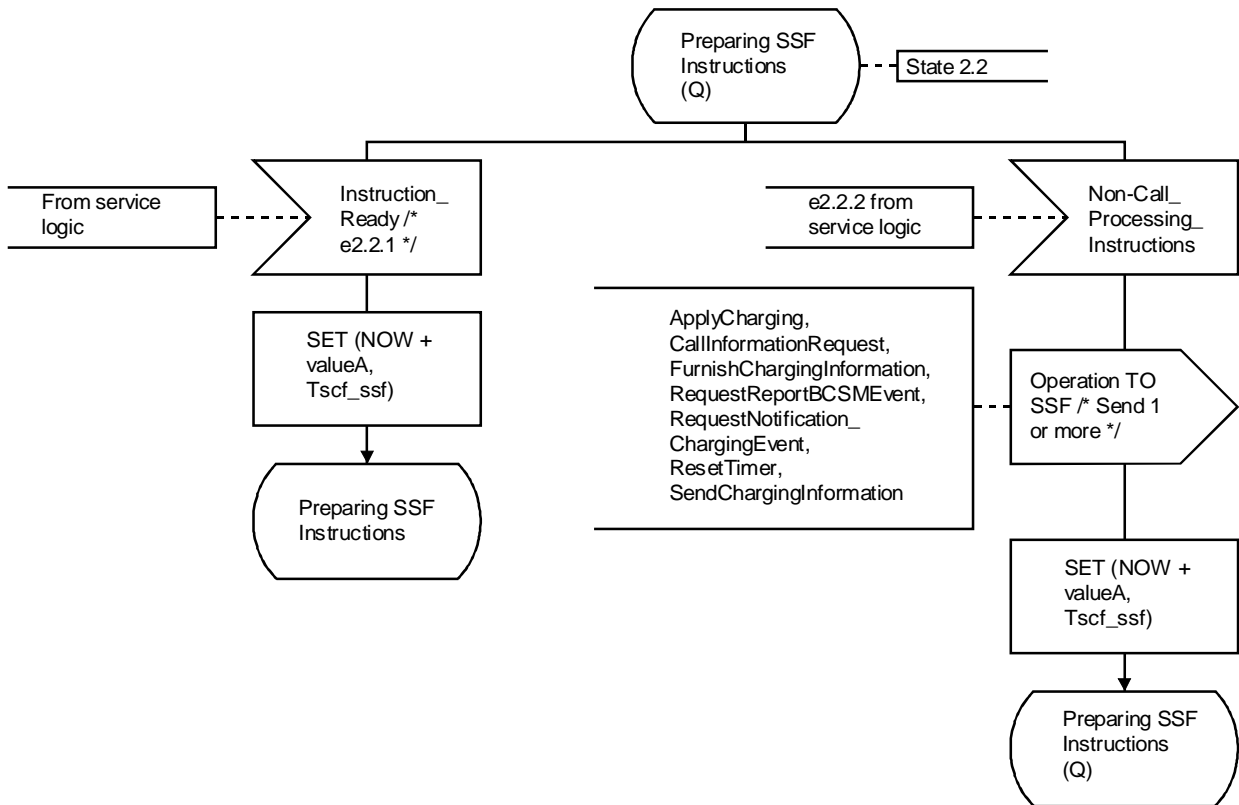 Preparing SSF
Instructions
(Q)
State 2.2
From service
logic
Instruction_
Ready /*
e2.2.1 */
e2.2.2 from
service logic
Non-Call_
Processing_
Instructions
SET (NOW +
valueA,
Tscf_ssf)
ApplyCharging,
CallInformationRequest,
FurnishChargingInformation,
RequestReportBCSMEvent,
RequestNotification_
ChargingEvent,
ResetTimer,
SendChargingInformation
Operation TO
SSF /* Send 1
or more */
Preparing SSF
Instructions
SET (NOW +
valueA,
Tscf_ssf)
Preparing SSF
Instructions
(Q)